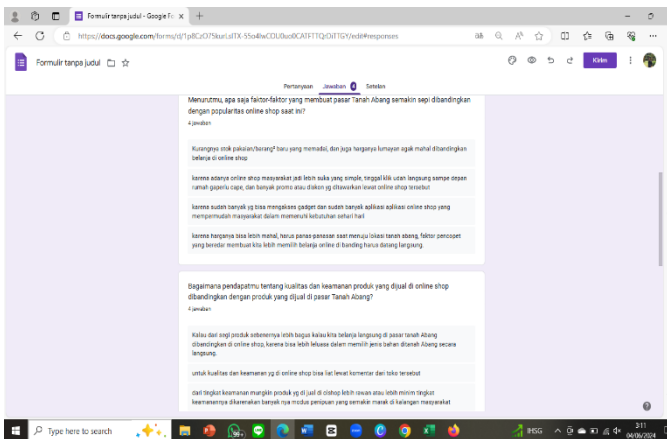 Formulir tanpa judul - Google Fo
https://docs.google.com/forms/d/
Formulir tanpa judul
Kirim
Pertanyaan Jawaban 4 Setelan
Menurutmu, apa saja faktor-faktor yang membuat pasar Tanah Abang semakin sepi dibandingkan
dengan popularitas online shop saat ini?
4 jawaban
Kurangnya stok pakaian/barang² baru yang memadai, dan juga harganya lumayan agak mahal dibandingkan
belanja di online shop
karena adanya online shop masyarakat jadi lebih suka yang simple, tinggal klik udah langsung sampe depan
rumah gaperlu cape, dan banyak promo atau diskon yg ditawarkan lewat online shop tersebut
karena sudah banyak yg bisa mengakses gadget dan sudah banyak aplikasi aplikasi online shop yang
mempermudah masyarakat dalam memenuhi kebutuhan sehari hari
karena harganya bisa lebih mahal, harus panas-panasan saat menuju lokasi tanah abang, faktor pencopet
yang beredar membuat kita lebih memilih belanja online di banding harus datang langsung.
Bagaimana pendapatmu tentang kualitas dan keamanan produk yang dijual di online shop
dibandingkan dengan produk yang dijual di pasar Tanah Abang?
4 jawaban
Kalau dari segi produk sebenernya lebih bagus kalau kita belanja langsung di pasar tanah Abang
dibandingkan di online shop, karena bisa lebih leluasa dalam memilih jenis bahan ditanah Abang secara
langsung.
untuk kualitas dan keamanan yg di online shop bisa liat lewat komentar dari toko tersebut
dari tingkat keamanan mungkin produk yg di jual di olshop lebih rawan atau lebih minim tingkat
keamanannya dikarenakan banyak nya modus penipuan yang semakin marak di kalangan masyarakat
Type here to search
99+
IHSG
3:11
04/06/2024